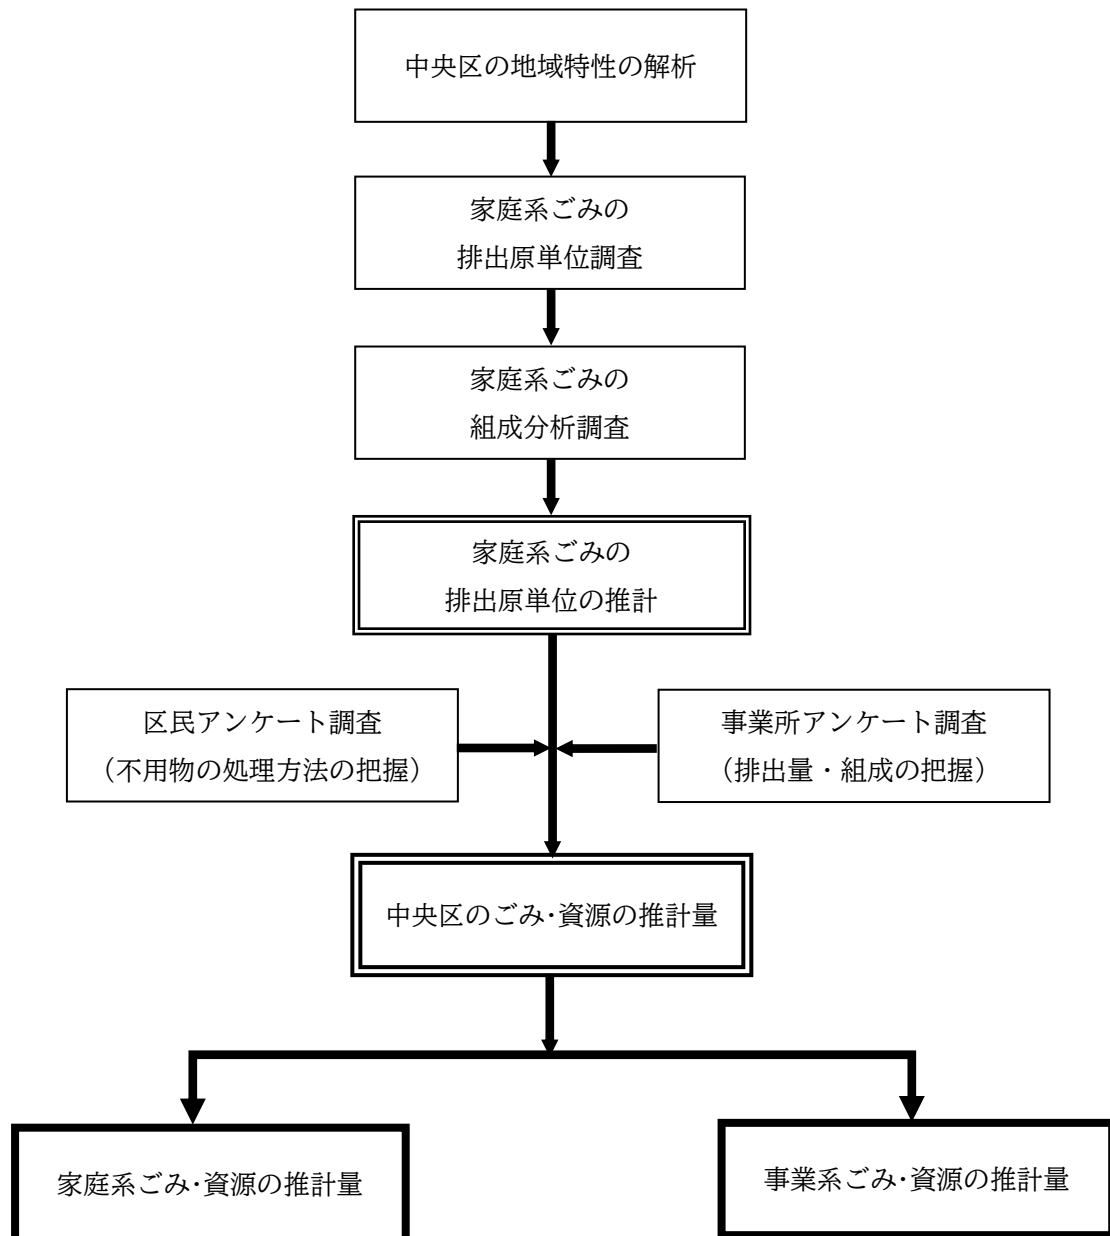 中央区の地域特性の解析
家庭系ごみの
排出原単位調査
家庭系ごみの
組成分析調査
家庭系ごみの
排出原単位の推計
区民アンケート調査
（不用物の処理方法の把握）
事業所アンケート調査
（排出量・組成の把握）
中央区のごみ･資源の推計量
家庭系ごみ･資源の推計量
事業系ごみ･資源の推計量